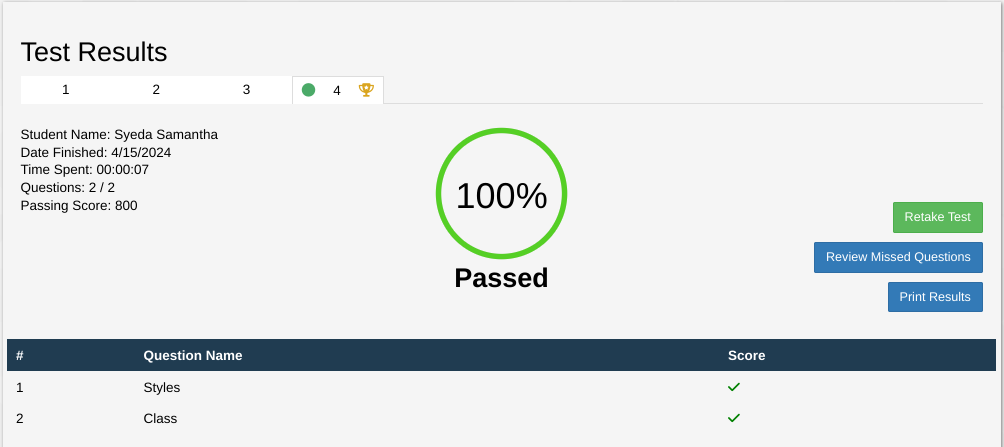 Test Results
1 2 3 4
Student Name: Syeda Samantha
Date Finished: 4/15/2024
Time Spent: 00:00:07
Questions: 2 / 2
Passing Score: 800
100%
Passed
Retake Test
Review Missed Questions
Print Results
# Question Name Score
1 Styles
2 Class